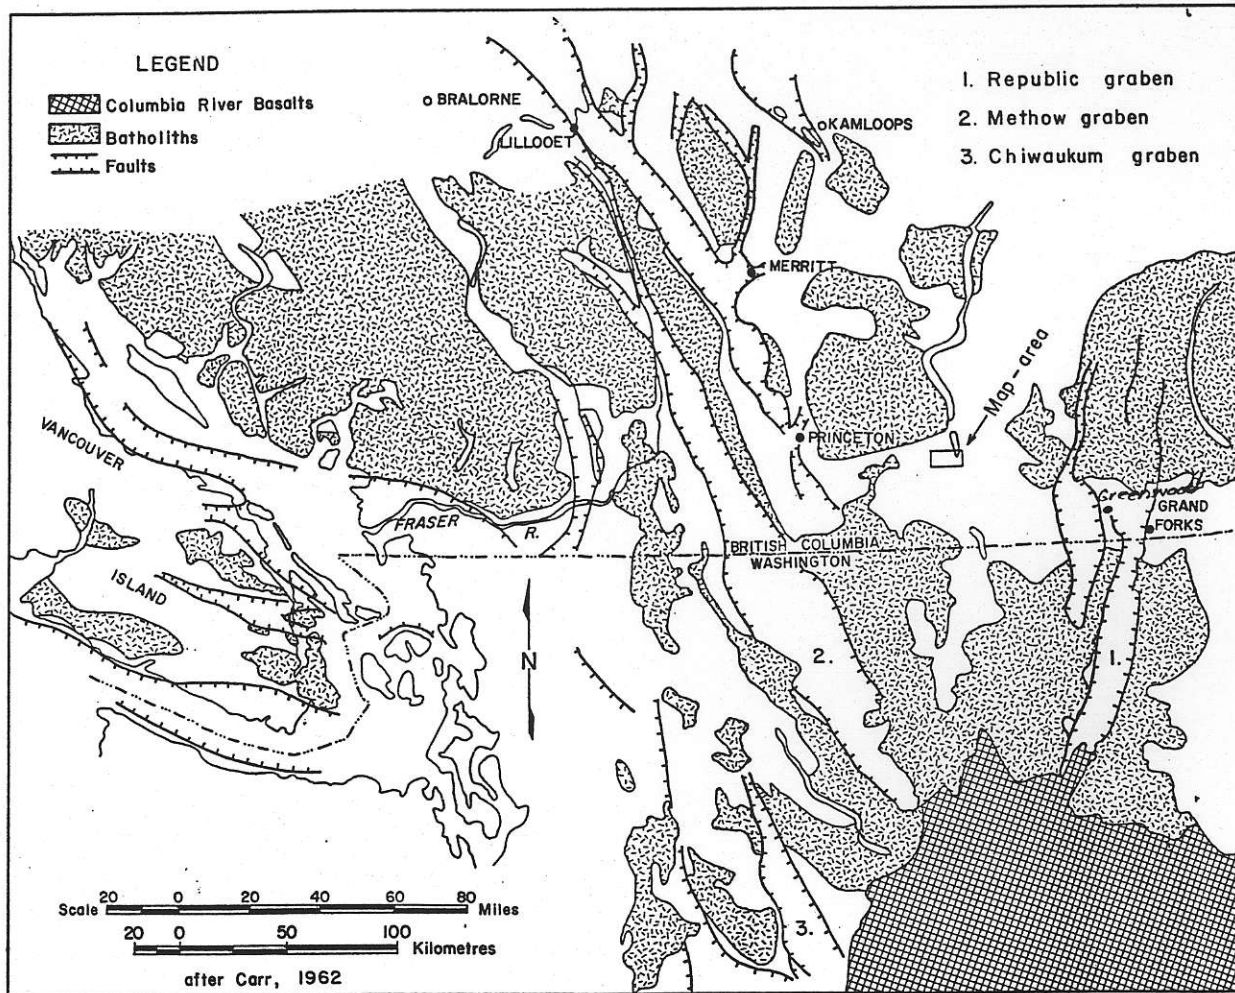 LEGEND
Columbia River Basalts
Batholiths
Faults
1. Republic graben
2. Methow graben
3. Chiwaukum graben
BRALORNE
LILLOOET
KAMLOOPS
MERRITT
Map-area
VANCOUVER
PRINCETON
Greenwood
GRAND
FORKS
FRASER
R.
BRITISH COLUMBIA
WASHINGTON
ISLAND
N
2.
1.
3.
Scale 20 0 20 40 60 80 Miles
20 0 50 100 Kilometres
after Carr, 1962